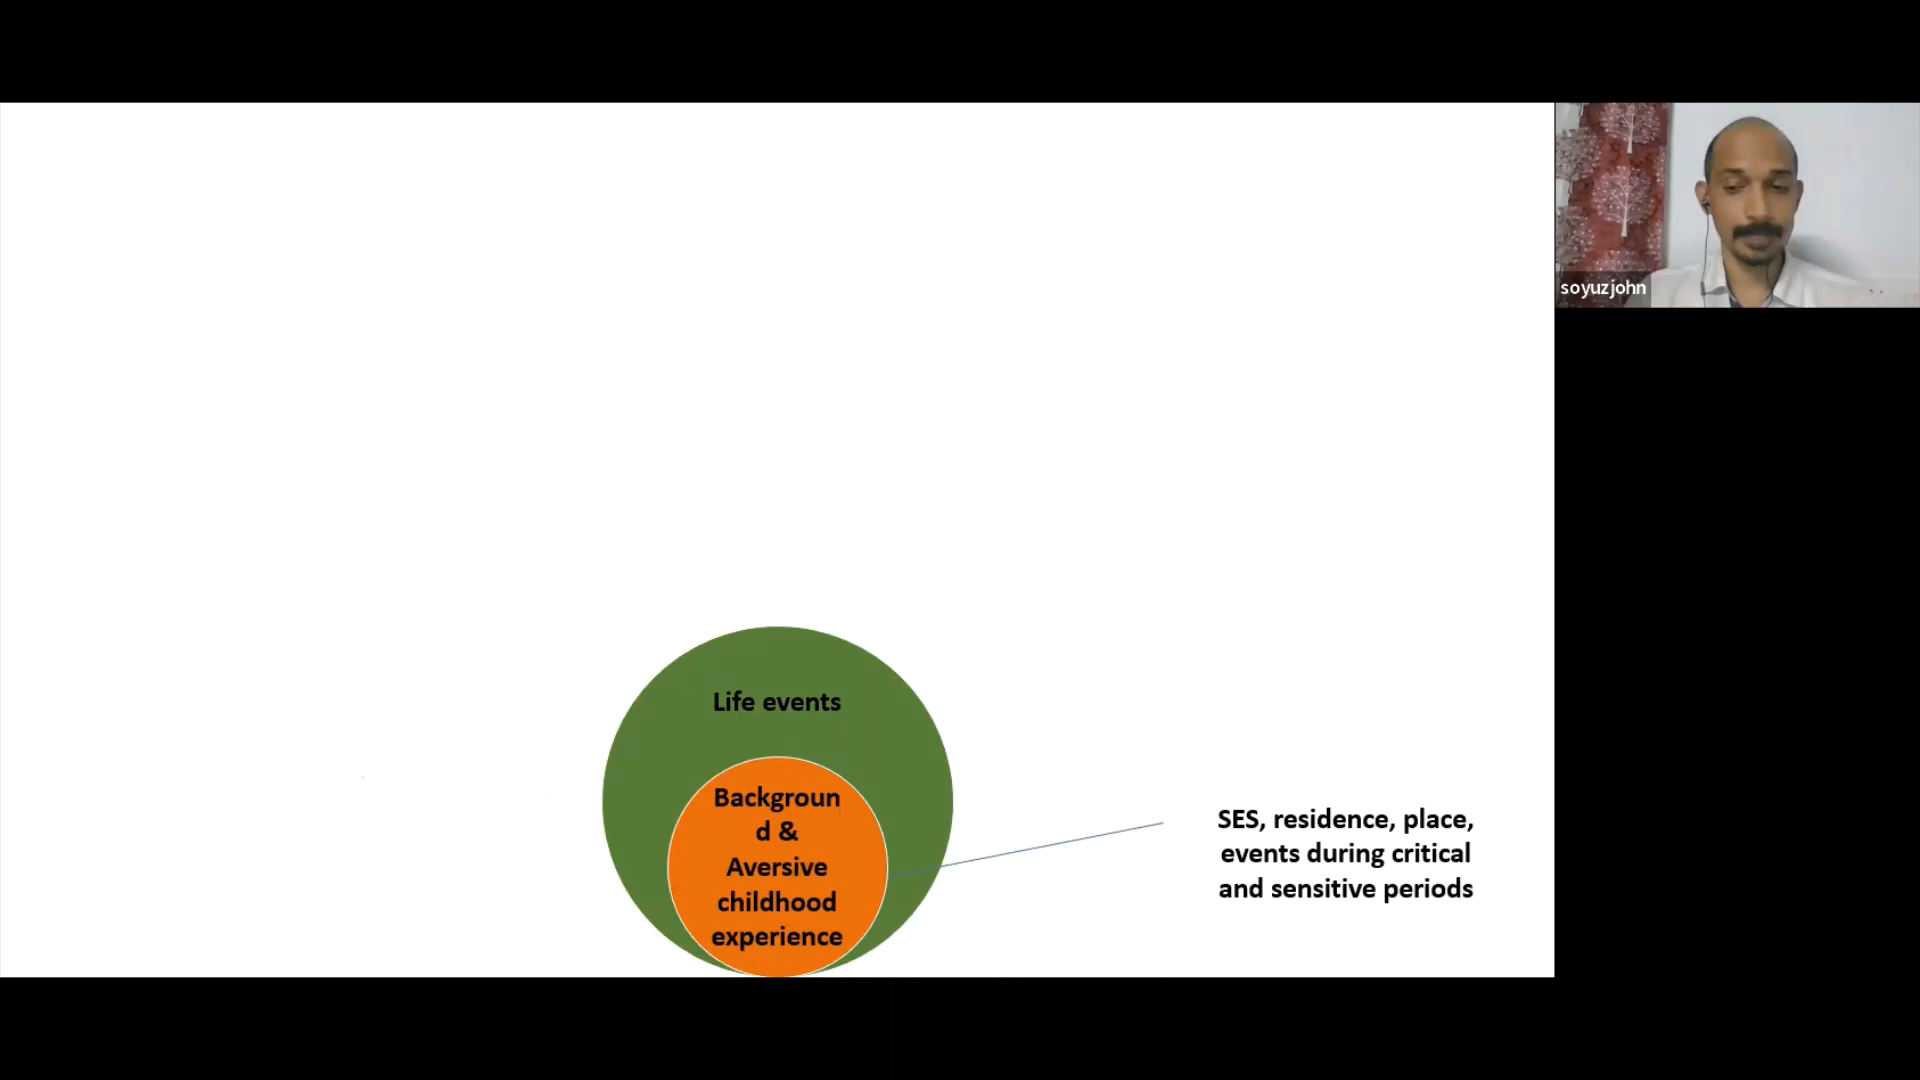 soyuzjohn
Life events
Backgroun
d &
Aversive
childhood
experience
SES, residence, place,
events during critical
and sensitive periods